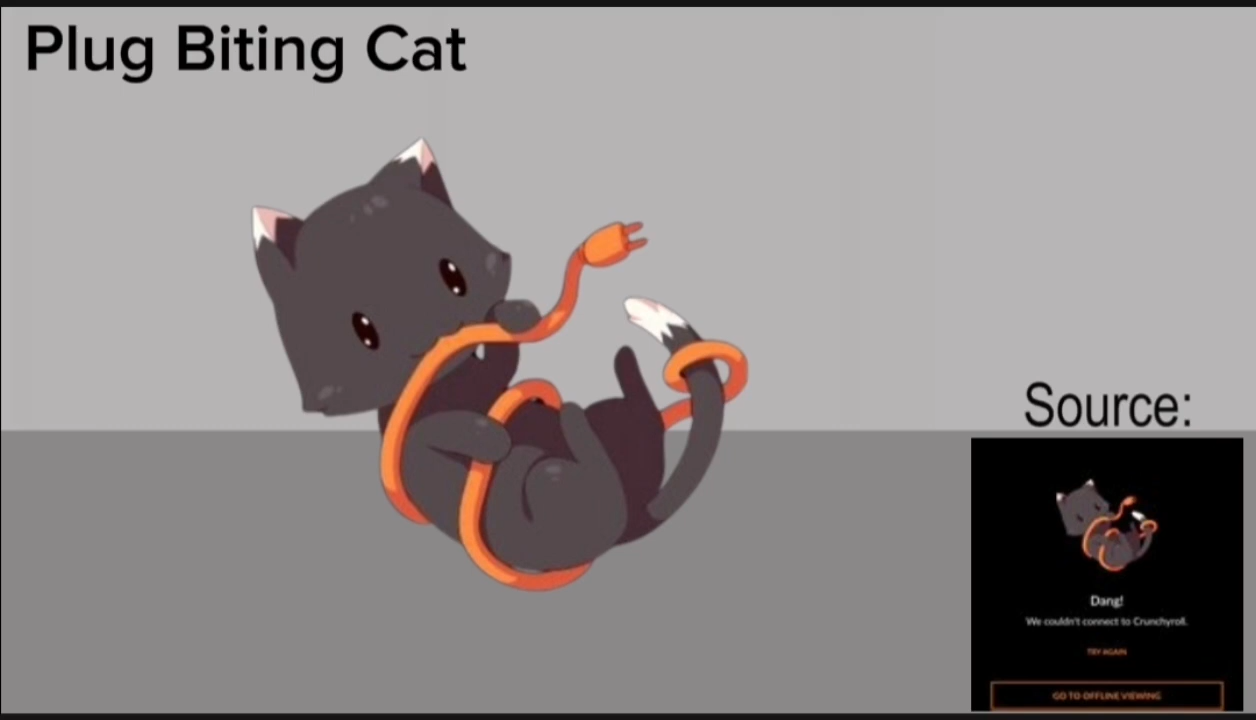 Plug Biting Cat
Source:
Dang!
We couldn't connect to Crunchyroll.
TRY AGAIN
GO TO OFFLINE VIEWING